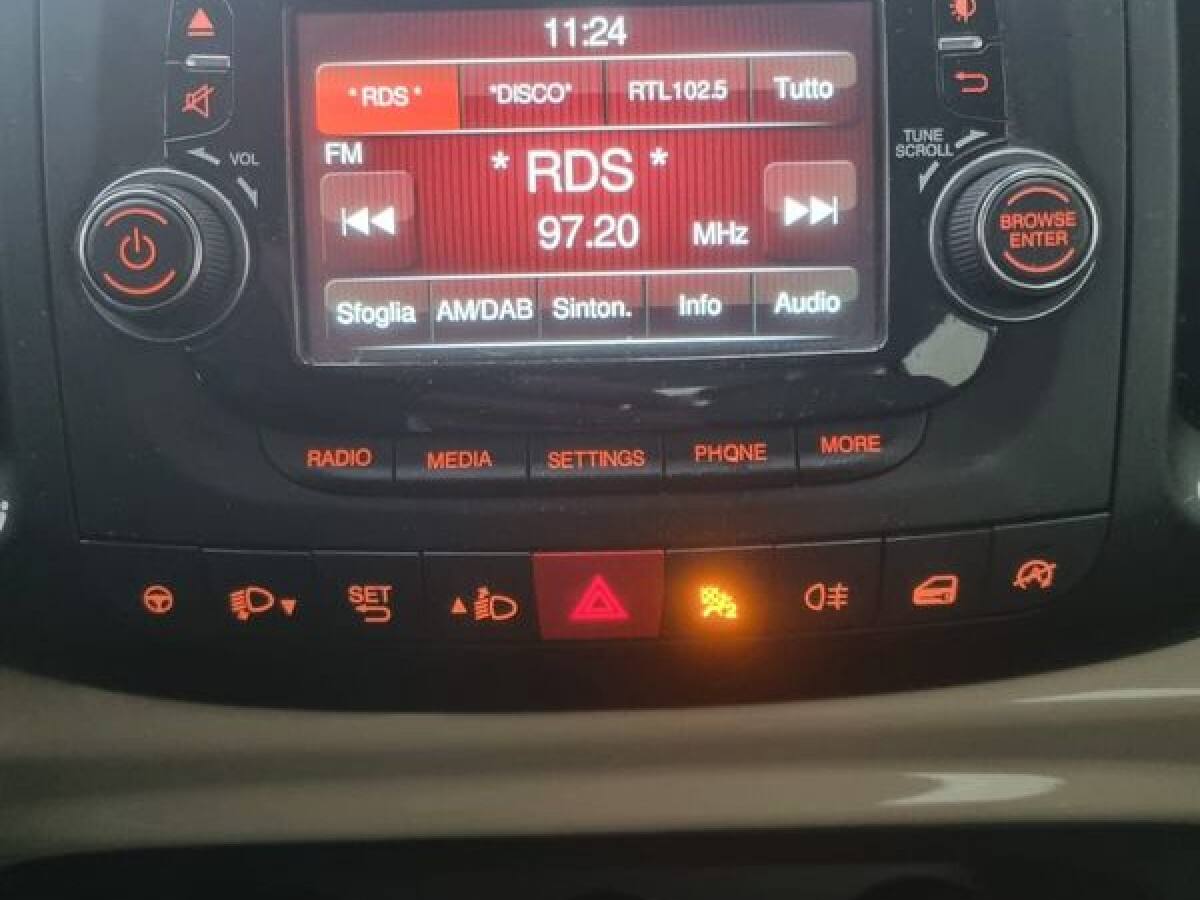 11:24
* RDS * *DISCO* RTL102.5 Tutto
VOL
FM
* RDS *
97.20 MHz
TUNE
SCROLL
BROWSE
ENTER
Sfoglia AM/DAB Sinton. Info Audio
RADIO MEDIA SETTINGS PHONE MORE
SET